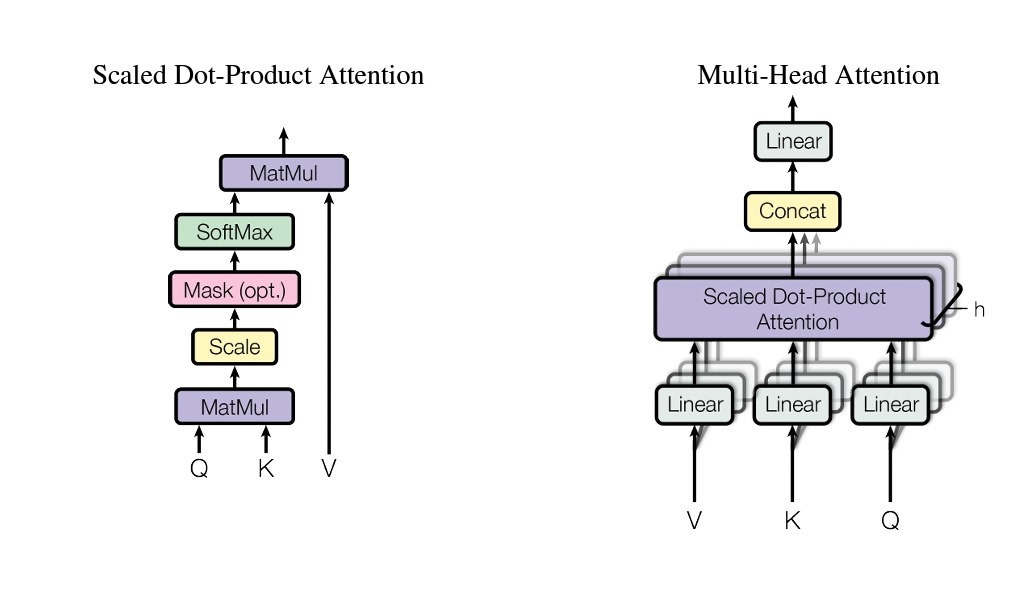 Scaled Dot-Product Attention
MatMul
SoftMax
Mask (opt.)
Scale
MatMul
Q K V
Multi-Head Attention
Linear
Concat
Scaled Dot-Product
Attention
h
Linear Linear Linear
V K Q